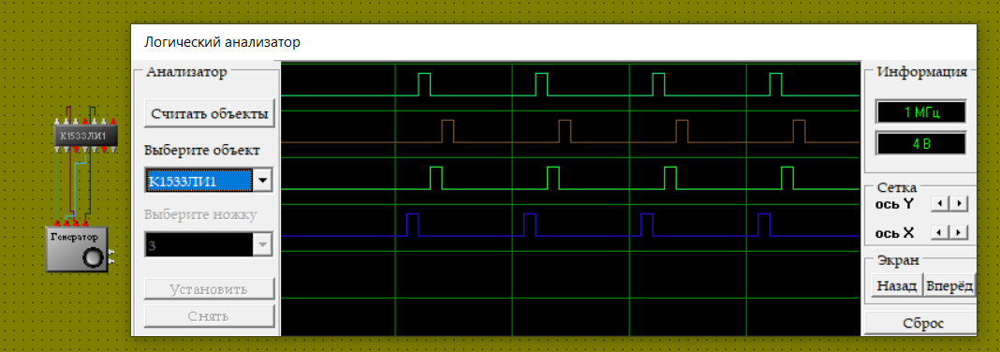 Логический анализатор
Анализатор
Считать объекты
Выберите объект
К1533ЛИ1
Выберите ножку
3
Установить
Снять
Информация
1 МГц
4 В
Сетка
ось Y
ось X
Экран
Назад Вперёд
Сброс
К1533ЛИ1
Генератор